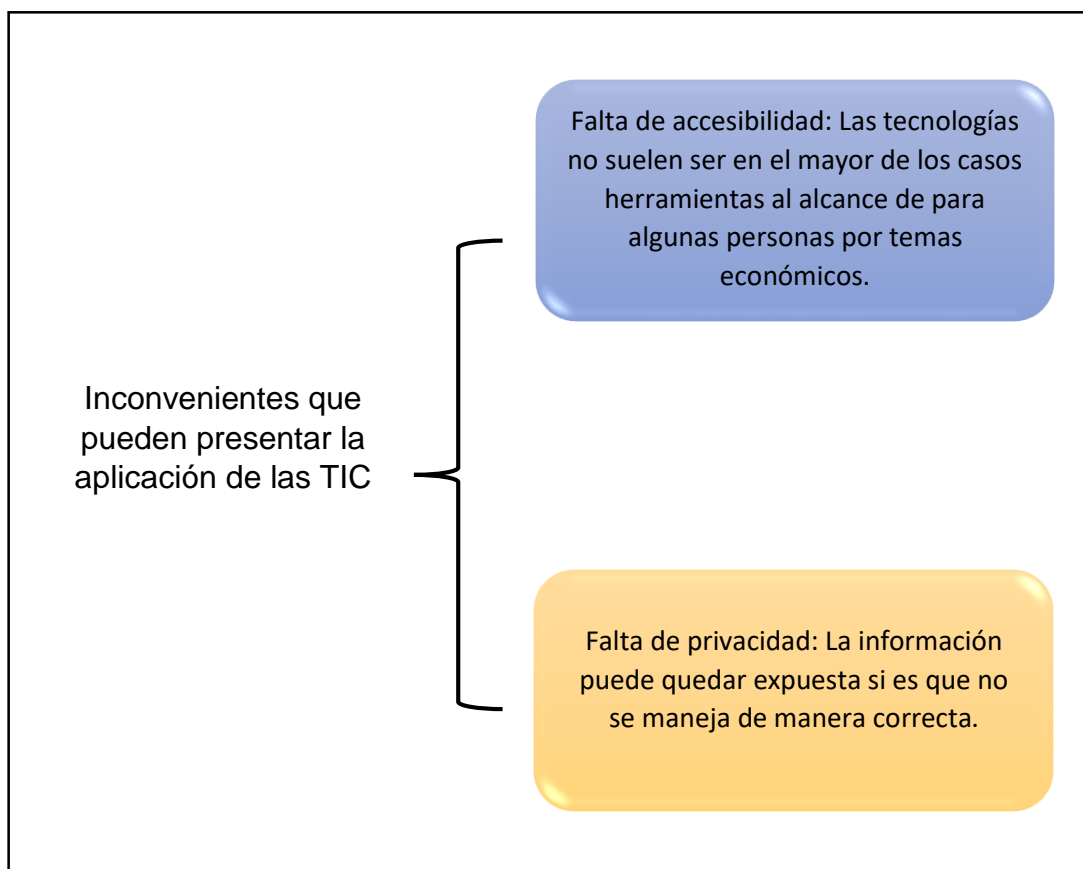 Inconvenientes que
pueden presentar la
aplicación de las TIC
Falta de accesibilidad: Las tecnologías
no suelen ser en el mayor de los casos
herramientas al alcance de para
algunas personas por temas
económicos.
Falta de privacidad: La información
puede quedar expuesta si es que no
se maneja de manera correcta.